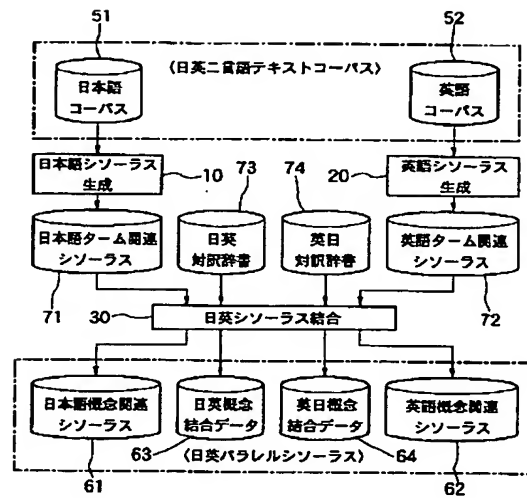 51
52
〈日英二言語テキストコーパス〉
日本語
コーパス
英語
コーパス
日本語シソーラス
生成
10
73
74
20
英語シソーラス
生成
日本語ターム関連
シソーラス
日英
対訳辞書
英日
対訳辞書
英語ターム関連
シソーラス
71
30
日英シソーラス結合
72
日本語概念関連
シソーラス
日英概念
結合データ
英日概念
結合データ
英語概念関連
シソーラス
61
63
〈日英パラレルシソーラス〉
64
62